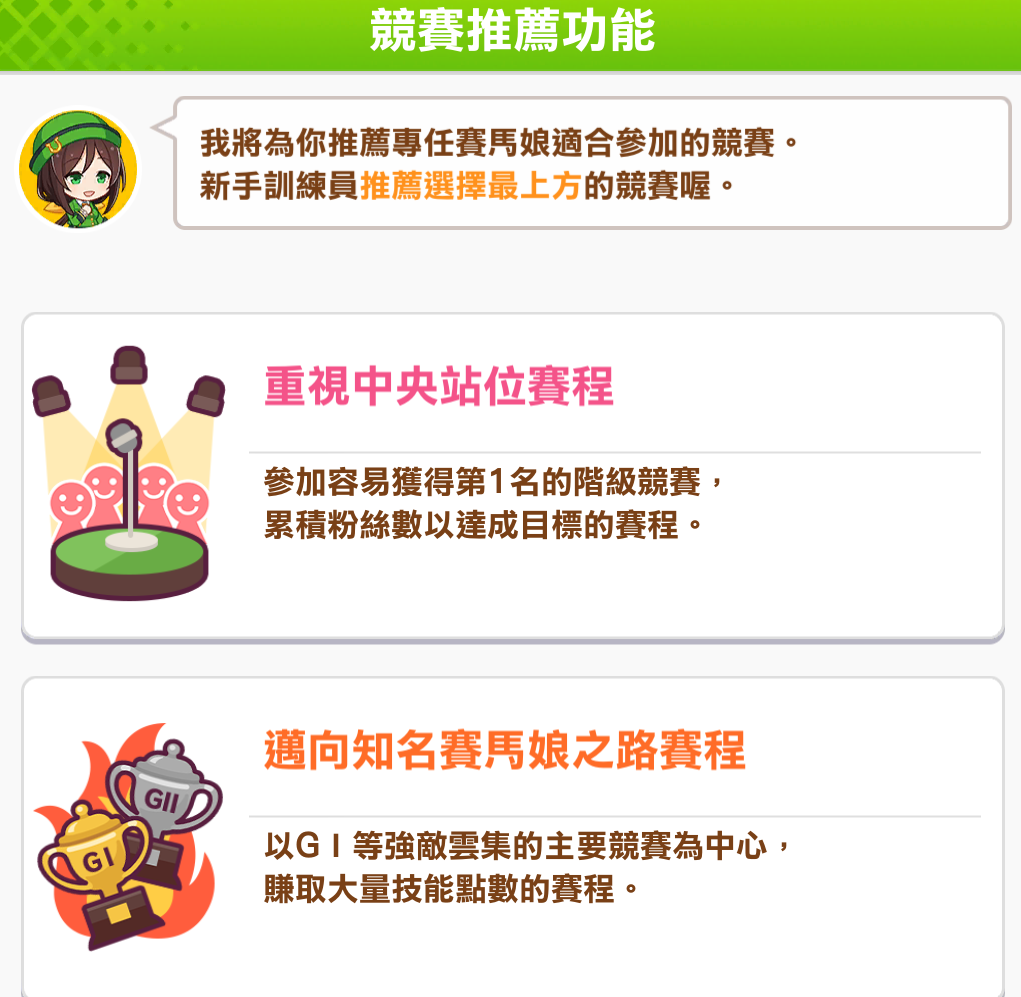 競賽推薦功能
我將為你推薦專任賽馬娘適合參加的競賽。
新手訓練員推薦選擇最上方的競賽喔。
重視中央站位賽程
參加容易獲得第1名的階級競賽，
累積粉絲數以達成目標的賽程。
邁向知名賽馬娘之路賽程
GII
GI
以GⅠ等強敵雲集的主要競賽為中心，
賺取大量技能點數的賽程。